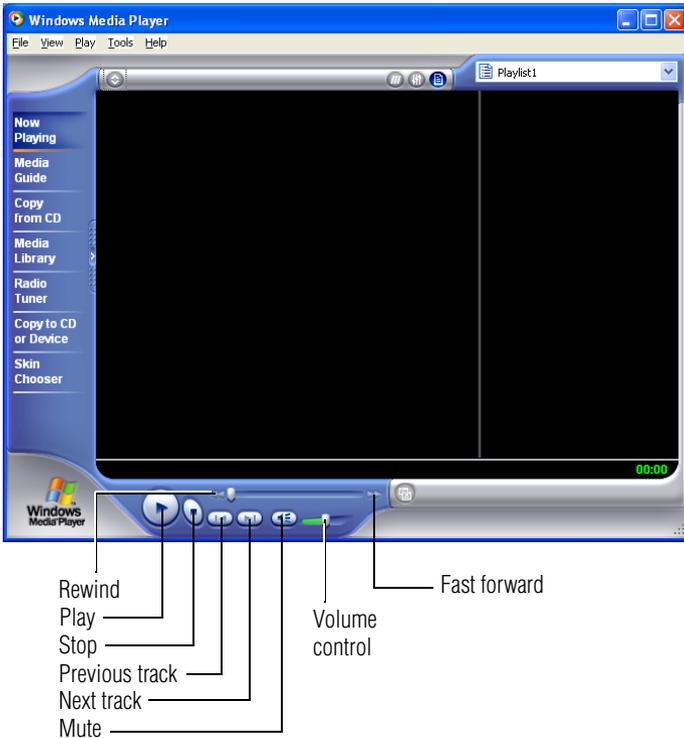 Windows Media Player
File View Play Tools Help
Playlist1
Now
Playing
Media
Guide
Copy
from CD
Media
Library
Radio
Tuner
Copy to CD
or Device
Skin
Chooser
00:00
Windows
Media Player
Rewind
Play
Stop
Previous track
Next track
Mute
Volume
control
Fast forward